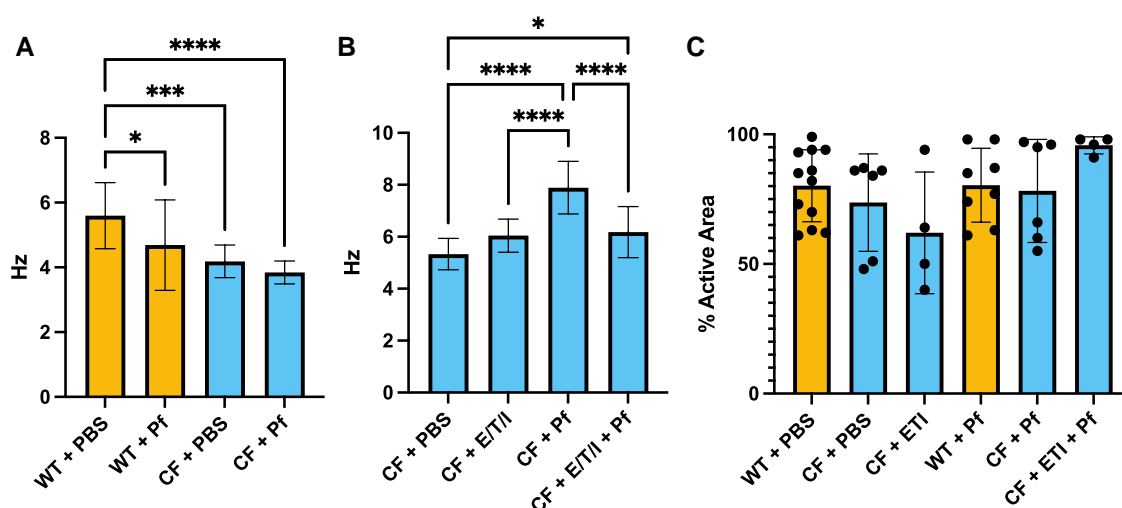 A
****
***
*
Hz
8
6
4
2
0
WT + PBS
WT + Pf
CF + PBS
CF + Pf
B
*
****
****
****
Hz
10
8
6
4
2
0
CF + PBS
CF + E/T/I
CF + Pf
CF + E/T/I + Pf
C
% Active Area
100
50
0
WT + PBS
CF + PBS
CF + ETI
WT + Pf
CF + Pf
CF + ETI + Pf